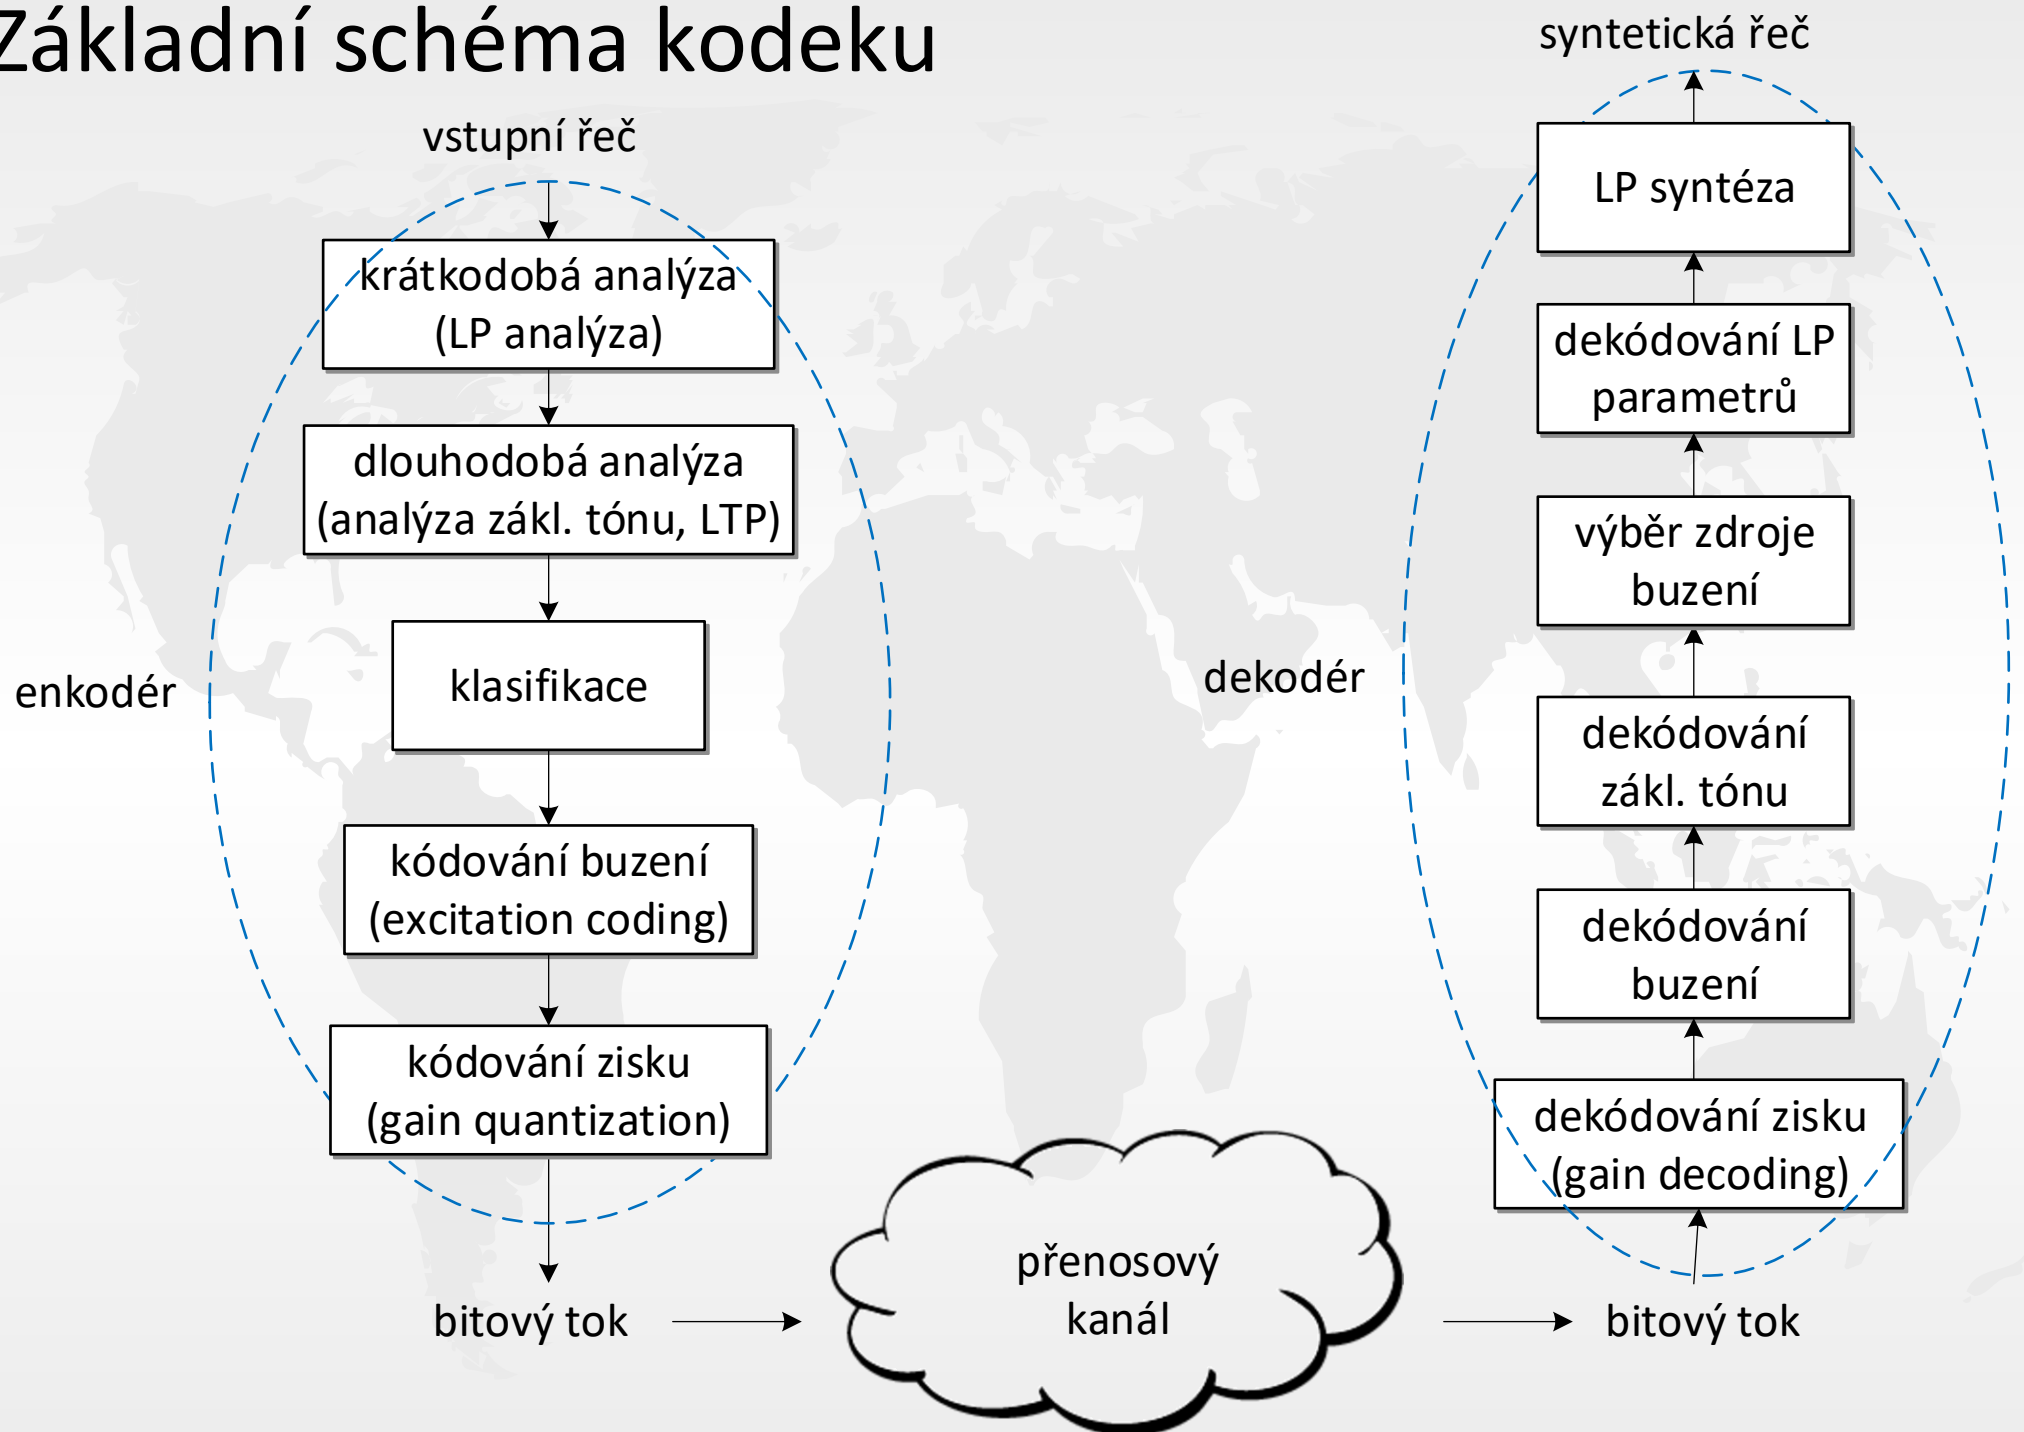 Základní schéma kodeku
vstupní řeč
krátkodobá analýza
(LP analýza)
dlouhodobá analýza
(analýza zákl. tónu, LTP)
klasifikace
enkodér
kódování buzení
(excitation coding)
kódování zisku
(gain quantization)
bitový tok
přenosový
kanál
bitový tok
dekódování zisku
(gain decoding)
dekódování
buzení
dekódování
zákl. tónu
dekodér
výběr zdroje
buzení
dekódování LP
parametrů
LP syntéza
syntetická řeč